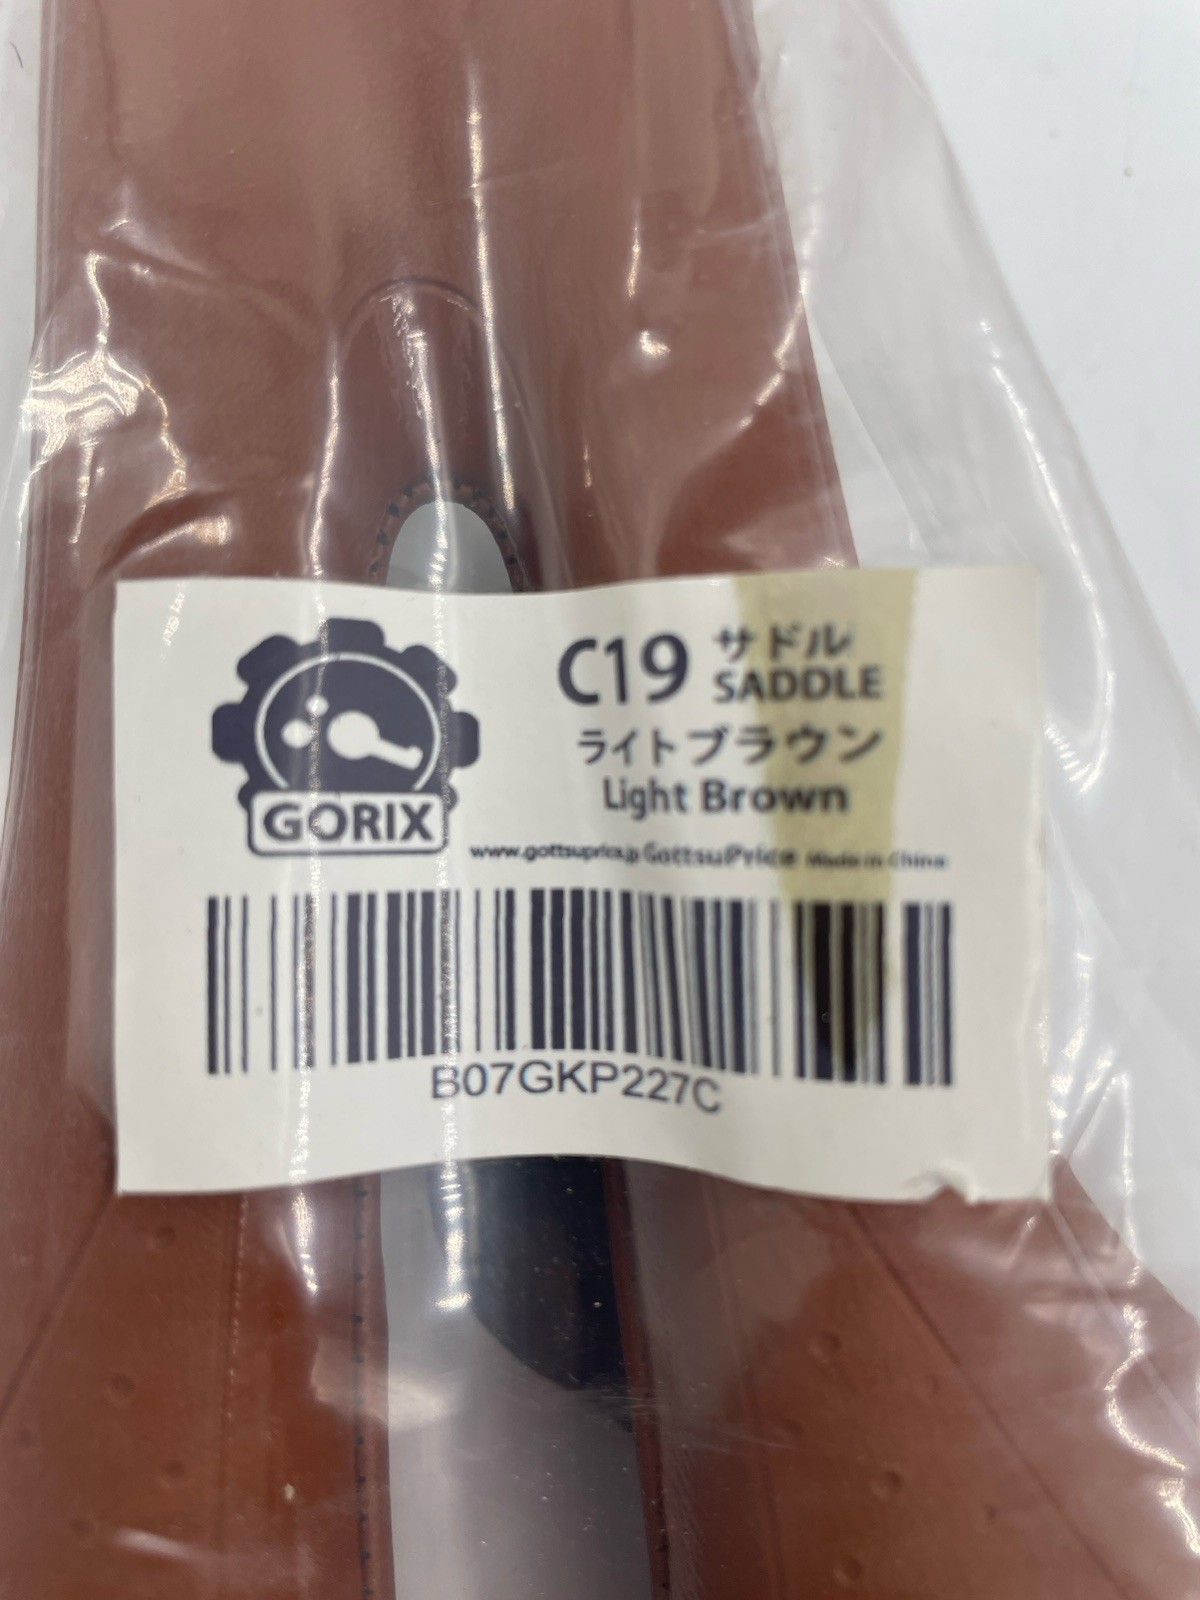 GORIX
C19 サドル
SADDLE
ライトブラウン
Light Brown
www.gottsuprice.jp GottsuPrice Made in China
B07GKP227C